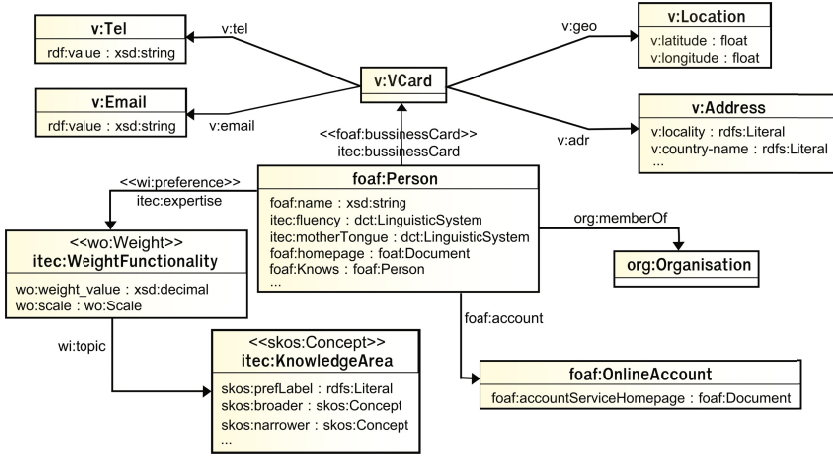 v:Tel
rdf:value : xsd:string
v:tel
v:geo
v:Location
v:latitude : float
v:longitude : float
v:VCard
v:Email
rdf:value : xsd:string
v:email
v:adr
v:Address
v:locality : rdfs:Literal
v:country-name : rdfs:Literal
...
<<foaf:bussinessCard>>
itec:bussinessCard
<<wi:preference>>
itec:expertise
foaf:Person
foaf:name : xsd:string
itec:fluency : dct:LinguisticSystem
itec:motherTongue : dct:LinguisticSystem
foaf:homepage : foaf:Document
foaf:Knows : foaf:Person
...
org:memberOf
org:Organisation
<<wo:Weight>>
itec:WeightFunctionality
wo:weight_value : xsd:decimal
wo:scale : wo:Scale
wi:topic
foaf:account
<<skos:Concept>>
itec:KnowledgeArea
skos:prefLabel : rdfs:Literal
skos:broader : skos:Concept
skos:narrower : skos:Concept
...
foaf:OnlineAccount
foaf:accountServiceHomepage : foaf:Document